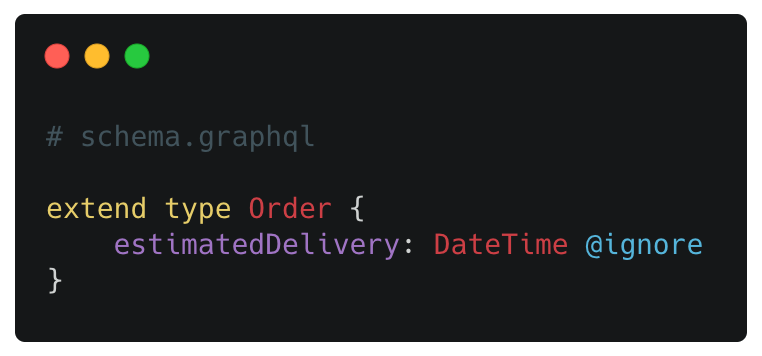 # schema.graphql
extend type Order {
    estimatedDelivery: DateTime @ignore
}